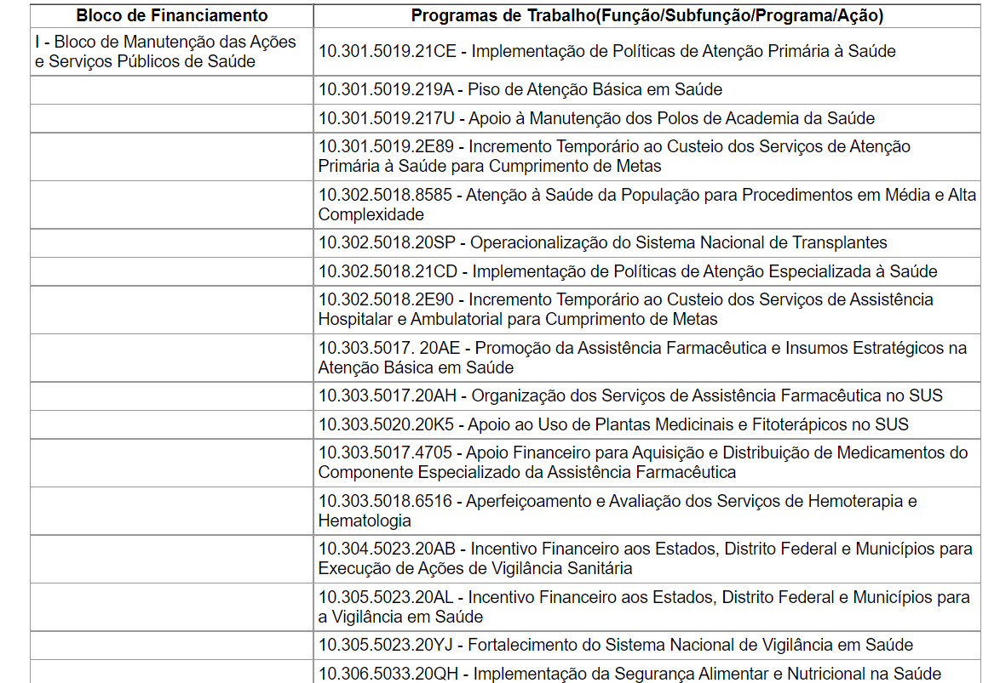 Bloco de Financiamento
Programas de Trabalho(Função/Subfunção/Programa/Ação)
I - Bloco de Manutenção das Ações
e Serviços Públicos de Saúde
10.301.5019.21CE - Implementação de Políticas de Atenção Primária à Saúde
10.301.5019.219A - Piso de Atenção Básica em Saúde
10.301.5019.217U - Apoio à Manutenção dos Polos de Academia da Saúde
10.301.5019.2E89 - Incremento Temporário ao Custeio dos Serviços de Atenção
Primária à Saúde para Cumprimento de Metas
10.302.5018.8585 - Atenção à Saúde da População para Procedimentos em Média e Alta
Complexidade
10.302.5018.20SP - Operacionalização do Sistema Nacional de Transplantes
10.302.5018.21CD - Implementação de Políticas de Atenção Especializada à Saúde
10.302.5018.2E90 - Incremento Temporário ao Custeio dos Serviços de Assistência
Hospitalar e Ambulatorial para Cumprimento de Metas
10.303.5017. 20AE - Promoção da Assistência Farmacêutica e Insumos Estratégicos na
Atenção Básica em Saúde
10.303.5017.20AH - Organização dos Serviços de Assistência Farmacêutica no SUS
10.303.5020.20K5 - Apoio ao Uso de Plantas Medicinais e Fitoterápicos no SUS
10.303.5017.4705 - Apoio Financeiro para Aquisição e Distribuição de Medicamentos do
Componente Especializado da Assistência Farmacêutica
10.303.5018.6516 - Aperfeiçoamento e Avaliação dos Serviços de Hemoterapia e
Hematologia
10.304.5023.20AB - Incentivo Financeiro aos Estados, Distrito Federal e Municípios para
Execução de Ações de Vigilância Sanitária
10.305.5023.20AL - Incentivo Financeiro aos Estados, Distrito Federal e Municípios para
a Vigilância em Saúde
10.305.5023.20YJ - Fortalecimento do Sistema Nacional de Vigilância em Saúde
10.306.5033.20QH - Implementação da Segurança Alimentar e Nutricional na Saúde